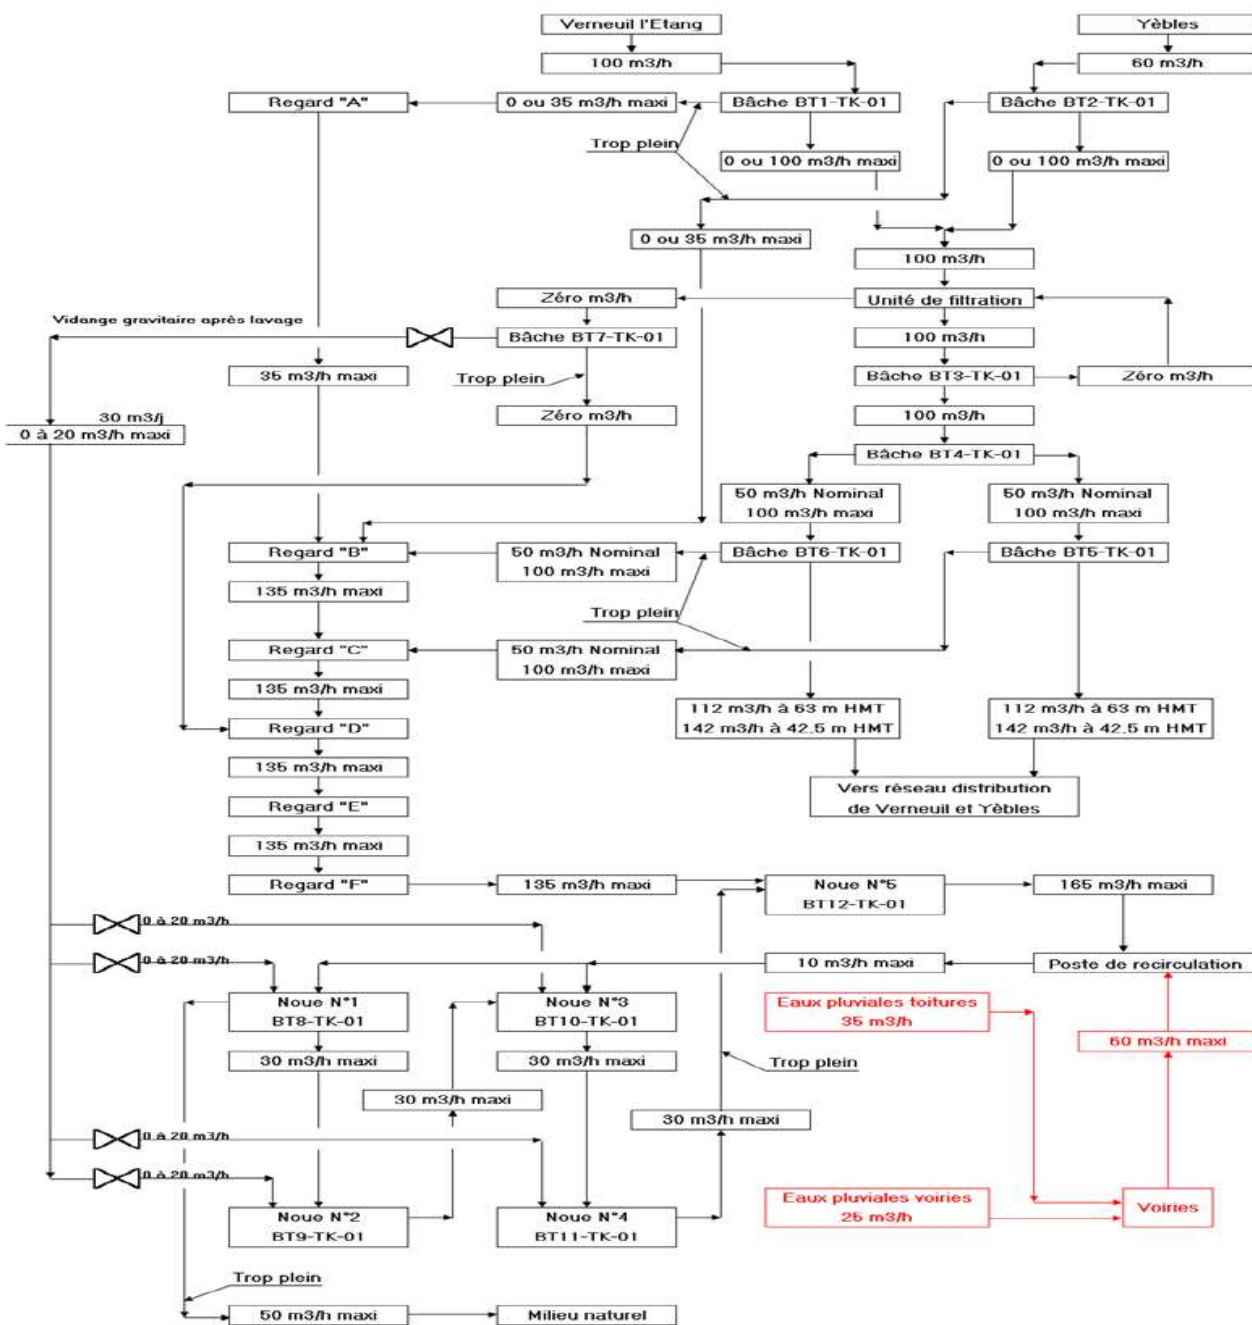 Verneuil l'Etang
Yèbles
100 m3/h
60 m3/h
Regard "A"
0 ou 35 m3/h maxi
Bâche BT1-TK-01
Bâche BT2-TK-01
Trop plein
0 ou 100 m3/h maxi
0 ou 100 m3/h maxi
0 ou 35 m3/h maxi
100 m3/h
Zéro m3/h
Unité de filtration
Vidange gravitaire après lavage
Bâche BT7-TK-01
100 m3/h
35 m3/h maxi
Trop plein
Bâche BT3-TK-01
Zéro m3/h
30 m3/j
0 à 20 m3/h maxi
Zéro m3/h
100 m3/h
Bâche BT4-TK-01
50 m3/h Nominal
100 m3/h maxi
50 m3/h Nominal
100 m3/h maxi
Regard "B"
50 m3/h Nominal
100 m3/h maxi
Bâche BT6-TK-01
Bâche BT5-TK-01
135 m3/h maxi
Trop plein
Regard "C"
50 m3/h Nominal
100 m3/h maxi
135 m3/h maxi
Regard "D"
112 m3/h à 63 m HMT
142 m3/h à 42.5 m HMT
112 m3/h à 63 m HMT
142 m3/h à 42.5 m HMT
135 m3/h maxi
Regard "E"
Vers réseau distribution
de Verneuil et Yèbles
135 m3/h maxi
Regard "F"
135 m3/h maxi
Noue N°5
BT12-TK-01
165 m3/h maxi
0 à 20 m3/h
0 à 20 m3/h
10 m3/h maxi
Poste de recirculation
Noue N°1
BT8-TK-01
Noue N°3
BT10-TK-01
Eaux pluviales toitures
35 m3/h
60 m3/h maxi
30 m3/h maxi
30 m3/h maxi
Trop plein
30 m3/h maxi
30 m3/h maxi
0 à 20 m3/h
0 à 20 m3/h
Noue N°2
BT9-TK-01
Noue N°4
BT11-TK-01
Eaux pluviales voiries
25 m3/h
Voiries
Trop plein
50 m3/h maxi
Milieu naturel